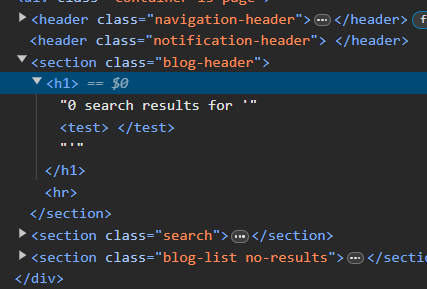 <div class="container is-page">
▶<header class="navigation-header">…</header> f
<header class="notification-header"> </header>
▼<section class="blog-header">
▼<h1> == $0
"0 search results for '"
<test> </test>
"'"
</h1>
<hr>
</section>
▶<section class="search">…</section>
▶<section class="blog-list no-results">…</section>
</div>